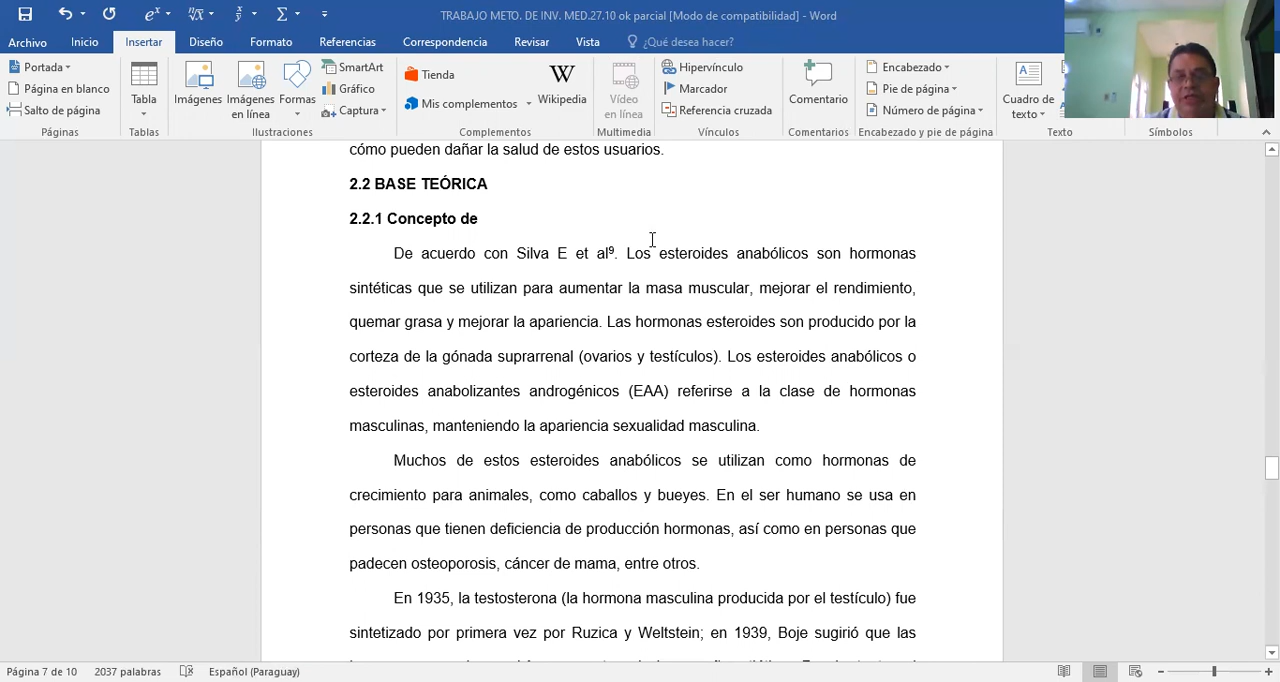 TRABAJO METO. DE INV. MED.27.10 ok parcial [Modo de compatibilidad] - Word
Archivo Inicio Insertar Diseño Formato Referencias Correspondencia Revisar Vista ¿Qué desea hacer?
Portada
Página en blanco
Salto de página
Páginas
Tabla
Tablas
Imágenes
Imágenes en línea
Formas
SmartArt
Gráfico
Captura
Ilustraciones
Tienda
Mis complementos
Wikipedia
Complementos
Vídeo en línea
Multimedia
Hipervínculo
Marcador
Referencia cruzada
Vínculos
Comentario
Comentarios
Encabezado
Pie de página
Número de página
Encabezado y pie de página
Cuadro de texto
Texto
Símbolos
cómo pueden dañar la salud de estos usuarios.
2.2 BASE TEÓRICA
2.2.1 Concepto de
De acuerdo con Silva E et al⁹. Los esteroides anabólicos son hormonas
sintéticas que se utilizan para aumentar la masa muscular, mejorar el rendimiento,
quemar grasa y mejorar la apariencia. Las hormonas esteroides son producido por la
corteza de la gónada suprarrenal (ovarios y testículos). Los esteroides anabólicos o
esteroides anabolizantes androgénicos (EAA) referirse a la clase de hormonas
masculinas, manteniendo la apariencia sexualidad masculina.
Muchos de estos esteroides anabólicos se utilizan como hormonas de
crecimiento para animales, como caballos y bueyes. En el ser humano se usa en
personas que tienen deficiencia de producción hormonas, así como en personas que
padecen osteoporosis, cáncer de mama, entre otros.
En 1935, la testosterona (la hormona masculina producida por el testículo) fue
sintetizado por primera vez por Ruzica y Weltstein; en 1939, Boje sugirió que las
Página 7 de 10 2037 palabras Español (Paraguay)